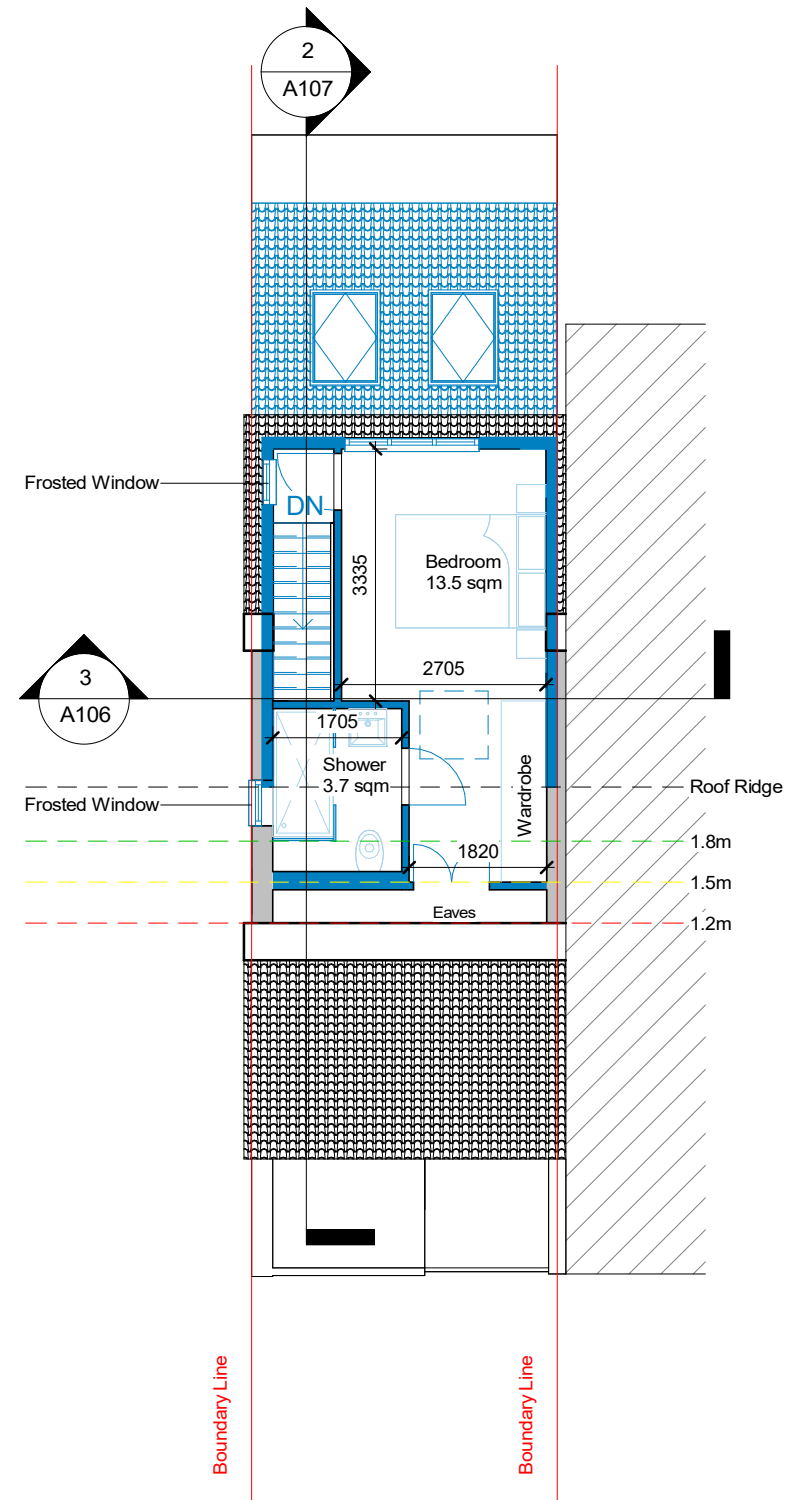 2
A107
Frosted Window
DN
Bedroom
13.5 sqm
3335
2705
3
A106
1705
Shower
3.7 sqm
Wardrobe
Roof Ridge
Frosted Window
1.8m
1820
1.5m
Eaves
1.2m
Boundary Line
Boundary Line